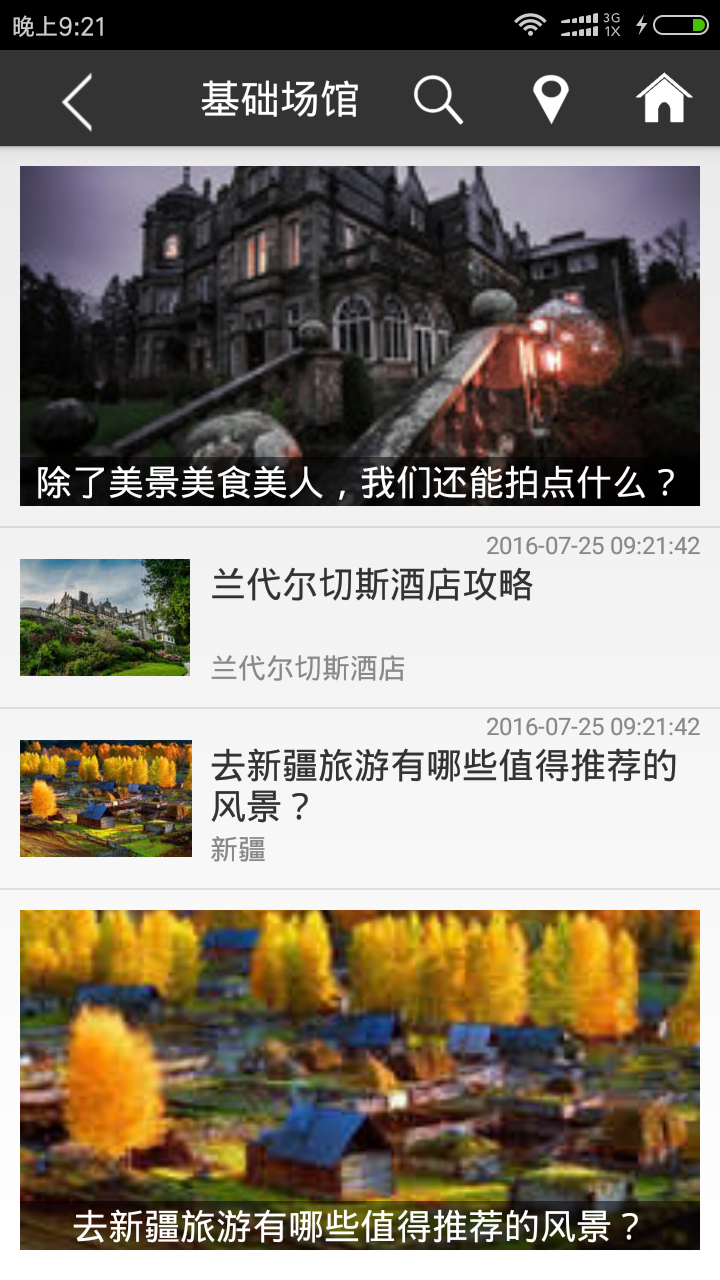 晚上9:21
3G
1X
基础场馆
除了美景美食美人，我们还能拍点什么？
2016-07-25 09:21:42
兰代尔切斯酒店攻略
兰代尔切斯酒店
2016-07-25 09:21:42
去新疆旅游有哪些值得推荐的
风景？
新疆
去新疆旅游有哪些值得推荐的风景？